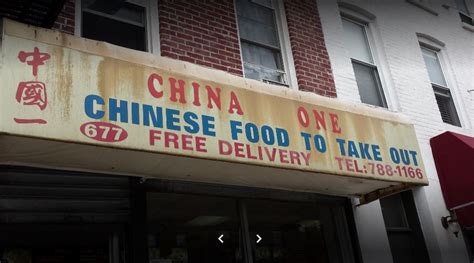 中
國
一
CHINA ONE
CHINESE FOOD TO TAKE OUT
677
FREE DELIVERY TEL:788-1166